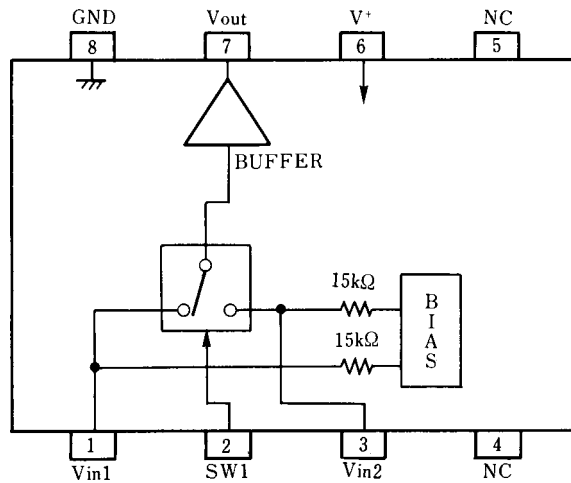 GND Vout V+ NC
8 7 6 5
BUFFER
15kΩ
15kΩ
B
I
A
S
1 2 3 4
Vin1 SW1 Vin2 NC